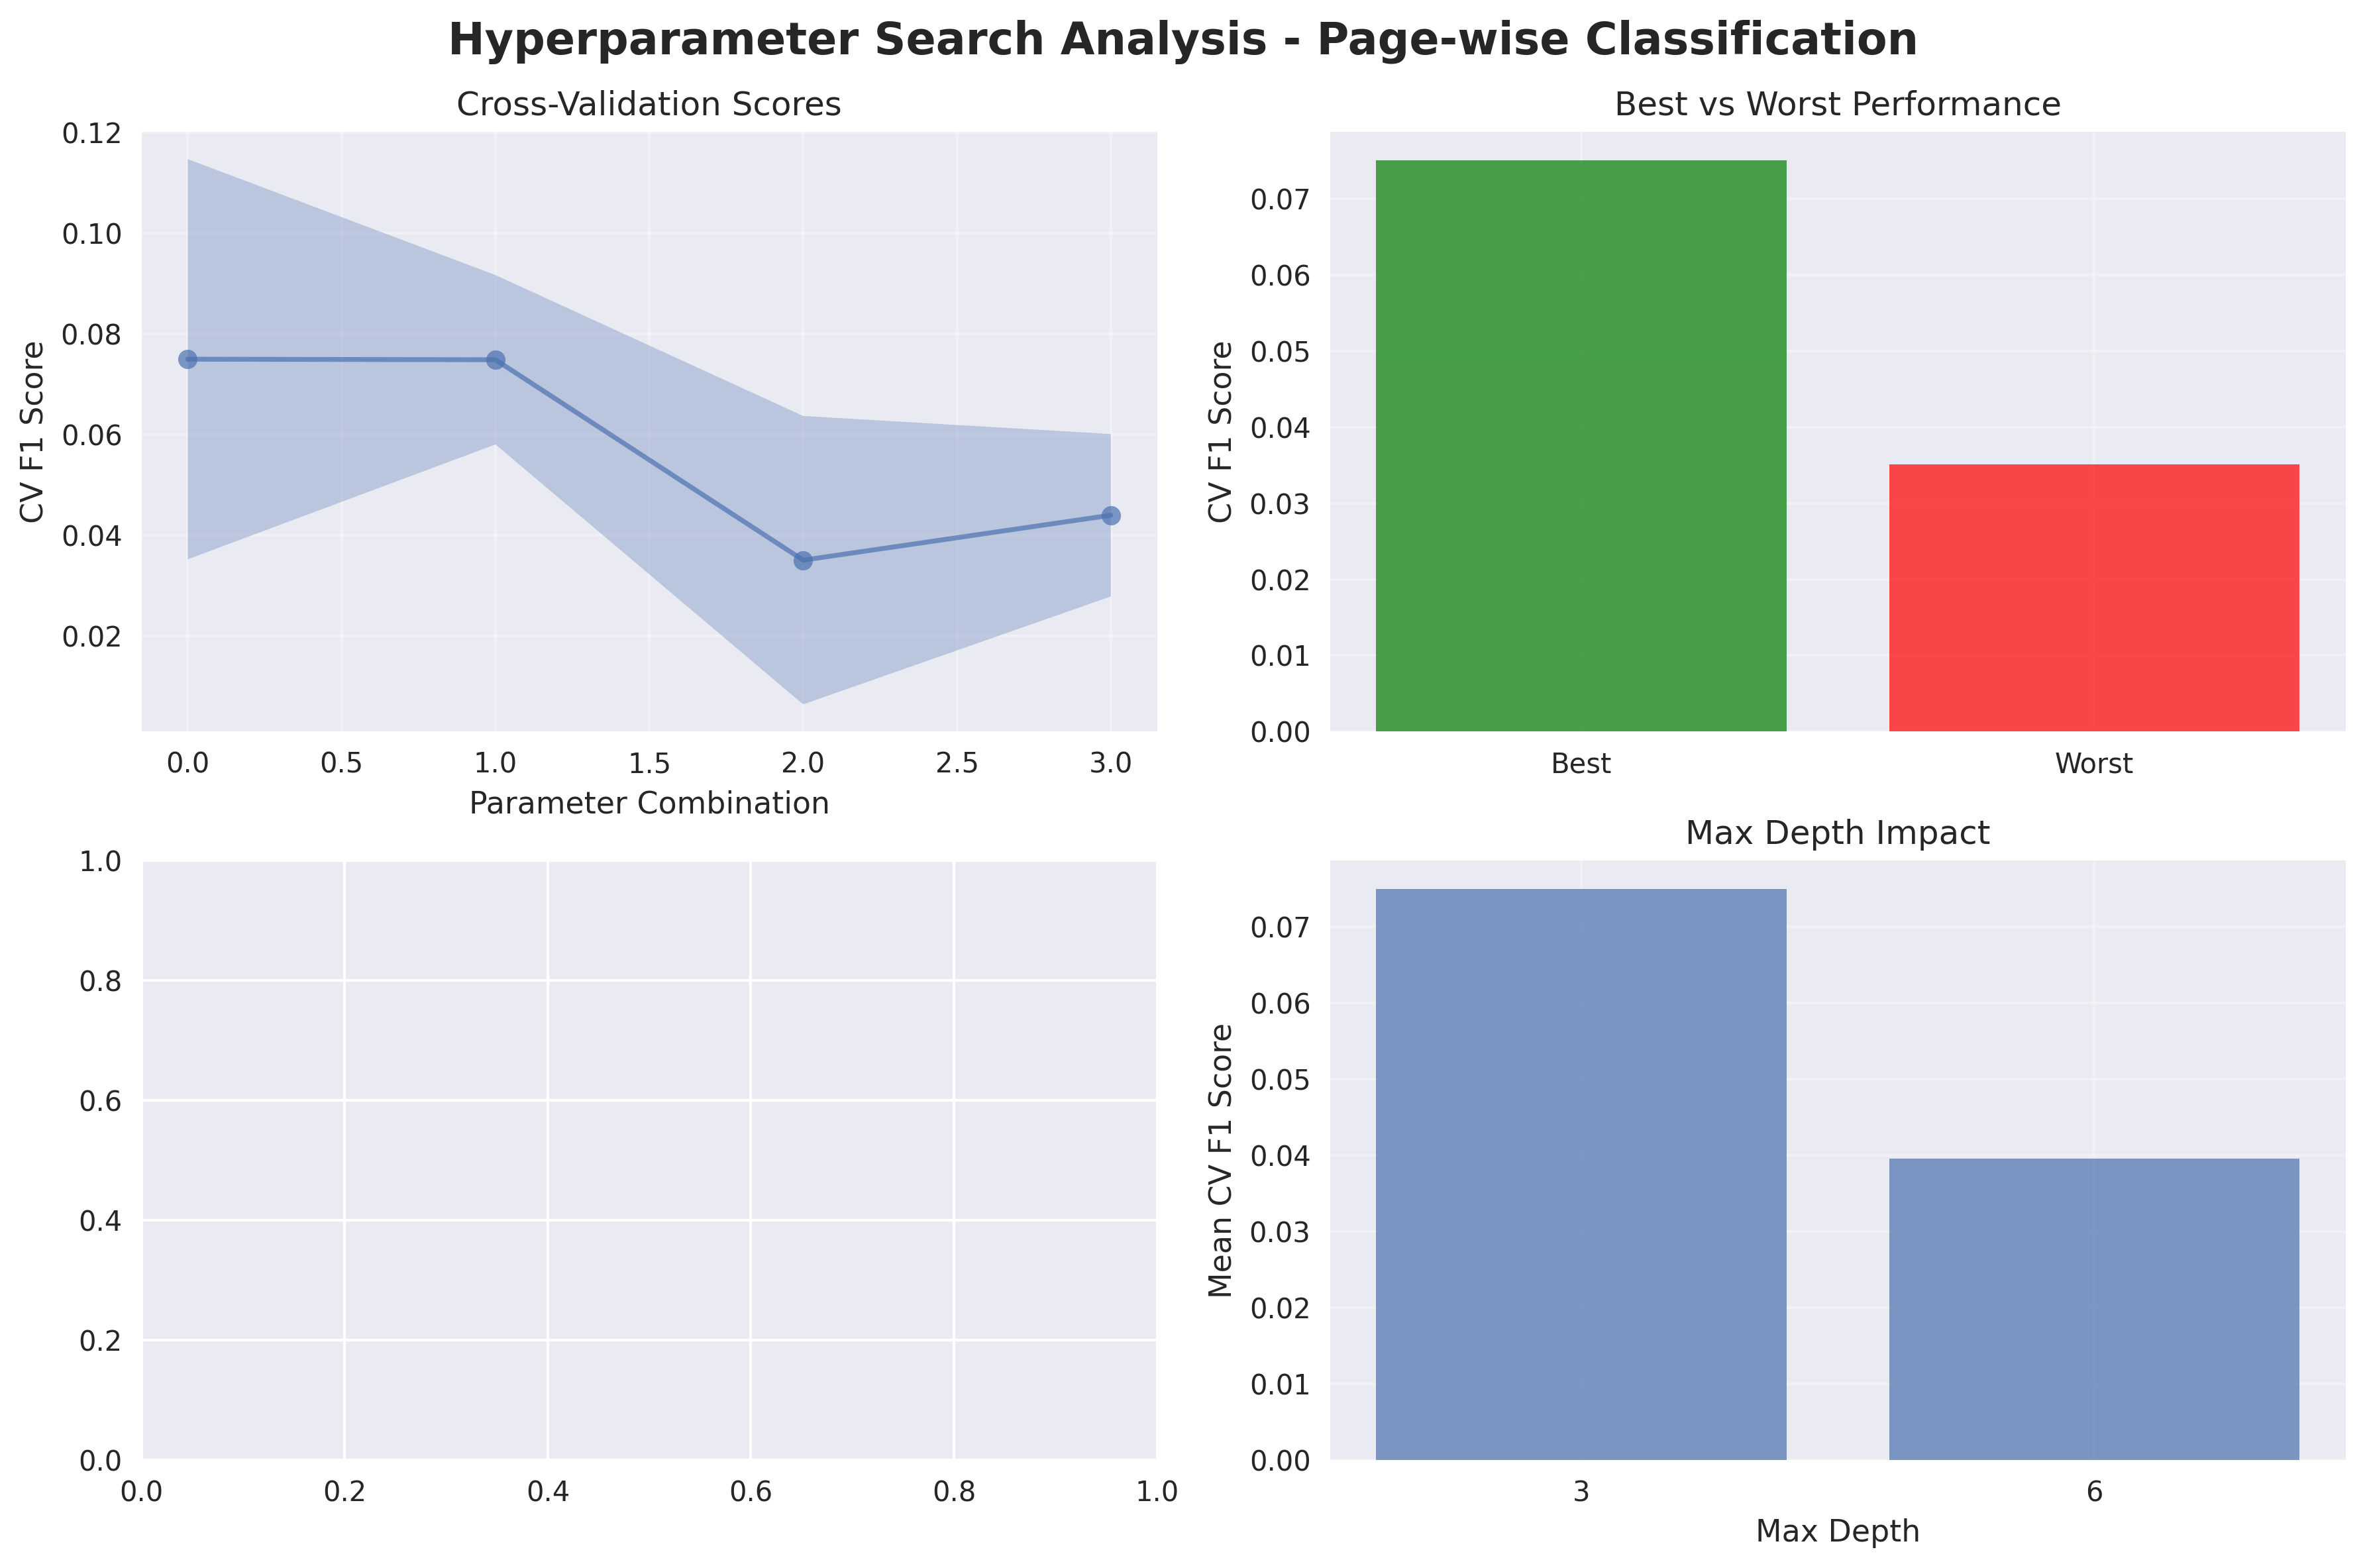 Hyperparameter Search Analysis - Page-wise Classification
Cross-Validation Scores
0.12
0.10
0.08
0.06
0.04
0.02
CV F1 Score
0.0 0.5 1.0 1.5 2.0 2.5 3.0
Parameter Combination
Best vs Worst Performance
0.07
0.06
0.05
0.04
0.03
0.02
0.01
0.00
CV F1 Score
Best Worst
1.0
0.8
0.6
0.4
0.2
0.0
0.0 0.2 0.4 0.6 0.8 1.0
Max Depth Impact
0.07
0.06
0.05
0.04
0.03
0.02
0.01
0.00
Mean CV F1 Score
3 6
Max Depth